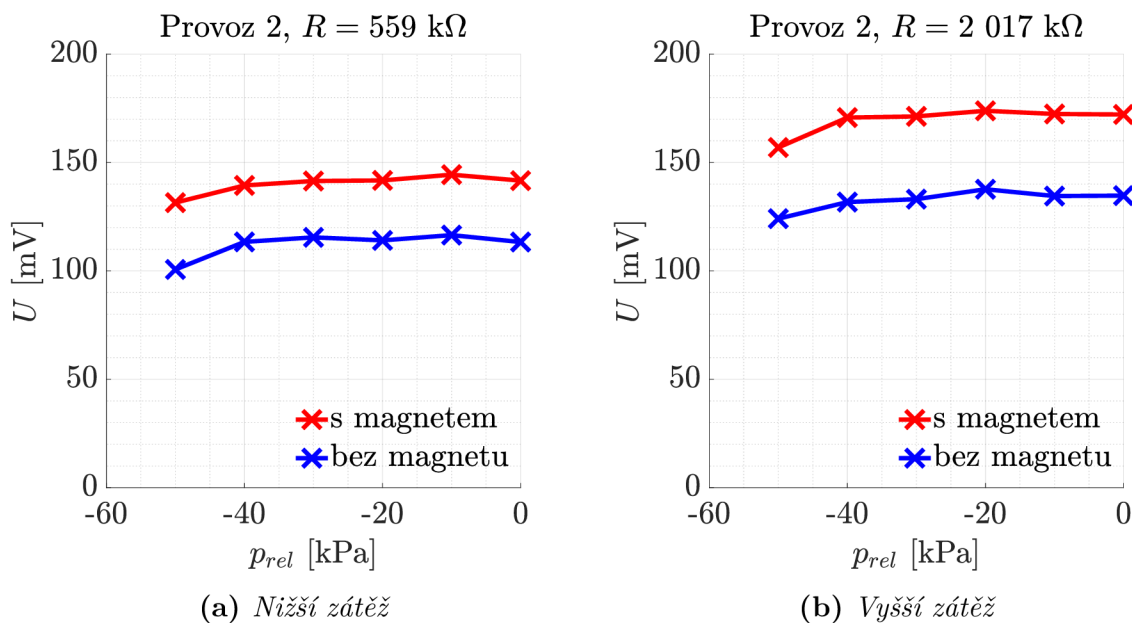 Provoz 2, R = 559 kΩ
200
150
100
50
0
U [mV]
-60 -40 -20 0
p_rel [kPa]
s magnetem
bez magnetu
(a) Nižší zátěž
Provoz 2, R = 2 017 kΩ
200
150
100
50
0
U [mV]
-60 -40 -20 0
p_rel [kPa]
s magnetem
bez magnetu
(b) Vyšší zátěž